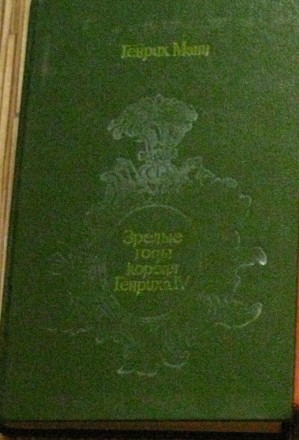 Генрих Манн
Зрелые
годы
короля
Генриха IV